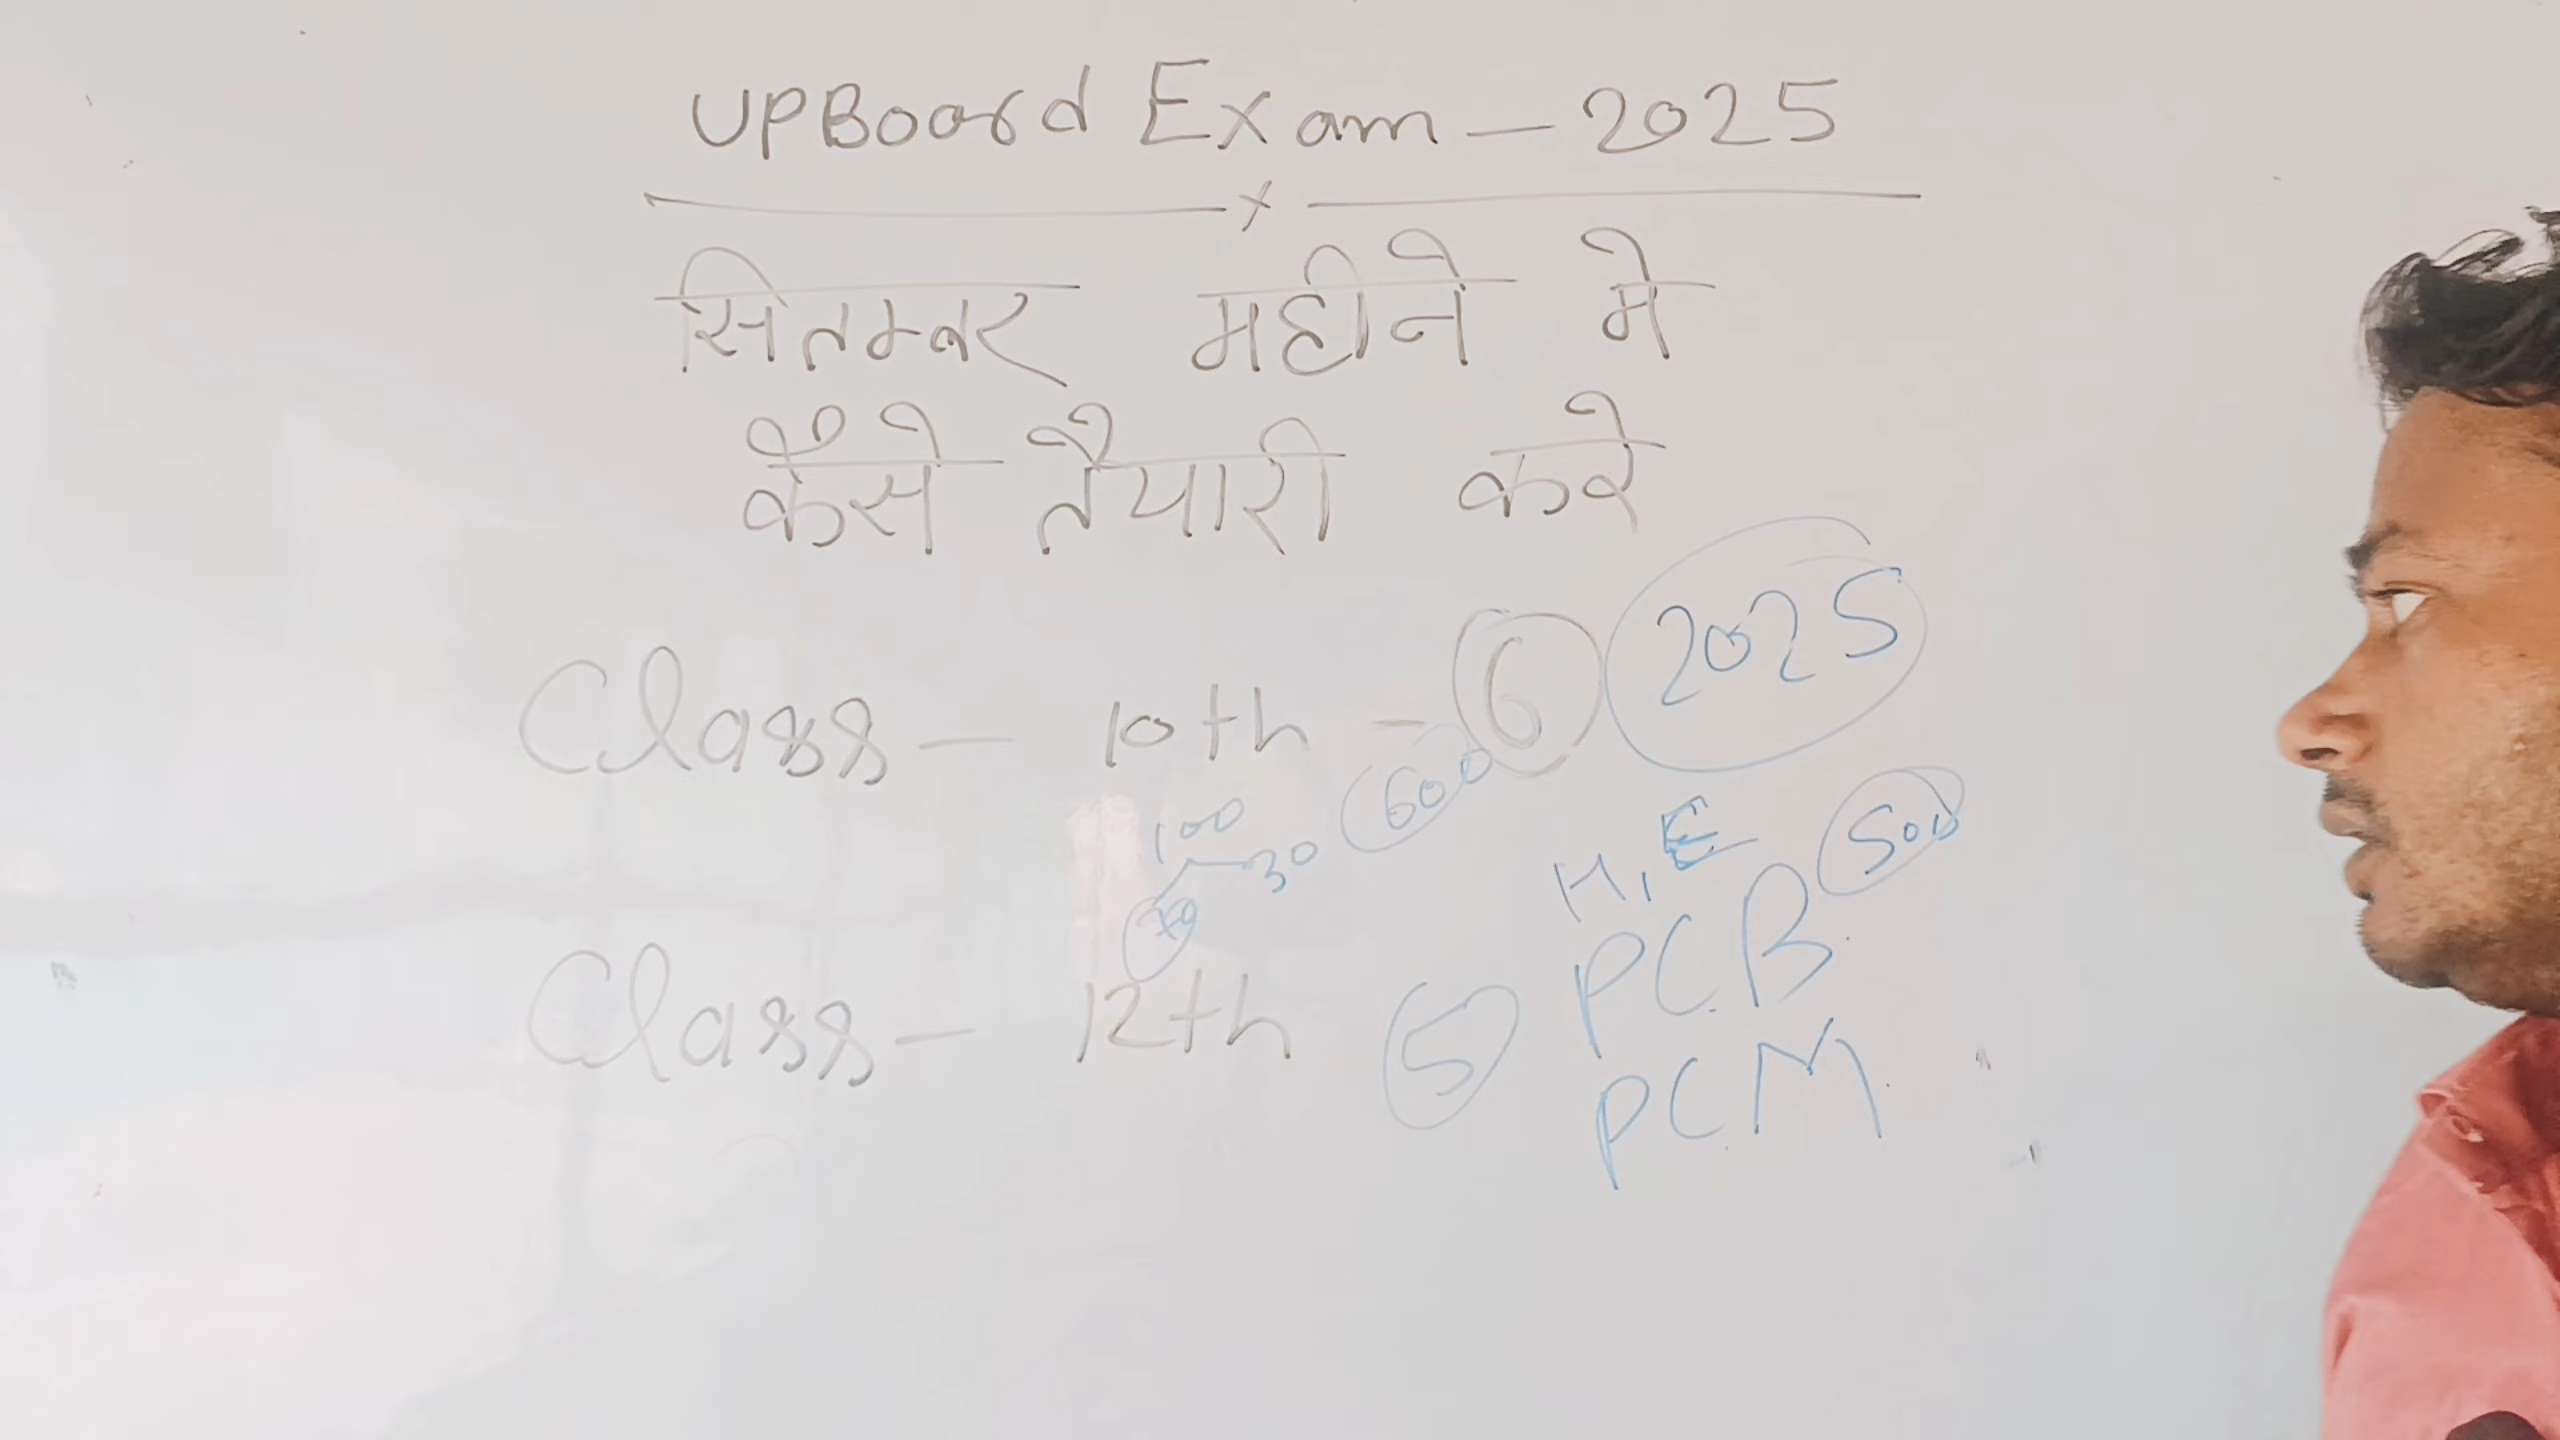 UPBoard Exam - 2025
x
सितम्बर महीने मे
कैसे तैयारी करे
Class - 10th - 6 2025
100 600
30
70
H, E 500
PCB
Class - 12th 5
PCM